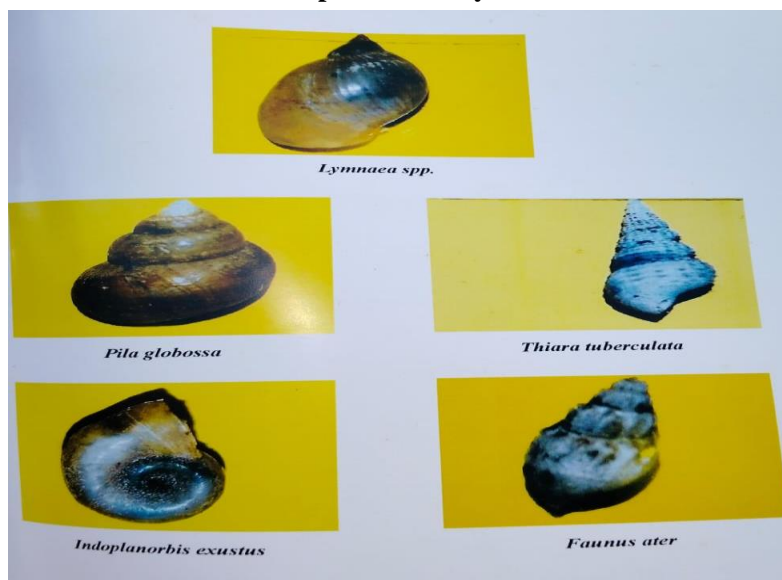 Lymnaea spp.
Pila globossa
Thiara tuberculata
Indoplanorbis exustus
Faunus ater